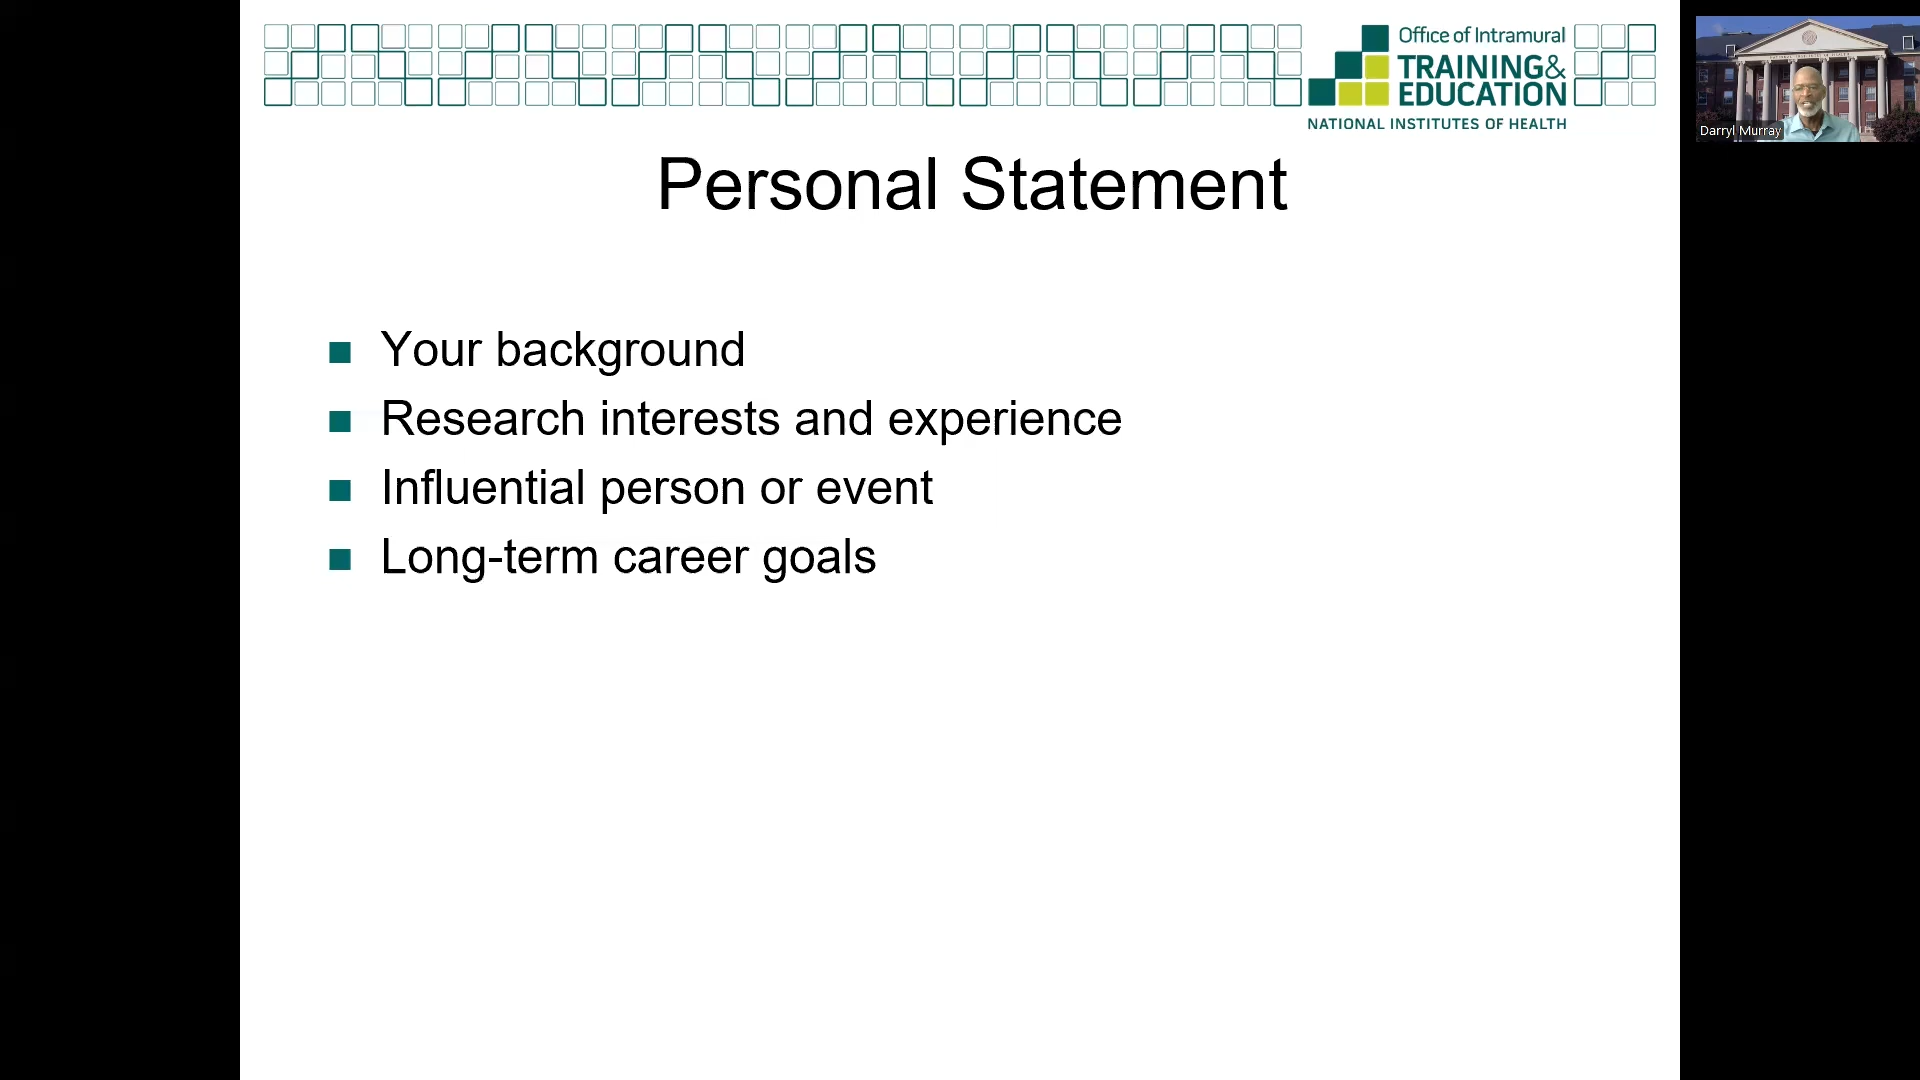 Office of Intramural
TRAINING&
EDUCATION
NATIONAL INSTITUTES OF HEALTH
Darryl Murray
Personal Statement
Your background
Research interests and experience
Influential person or event
Long-term career goals